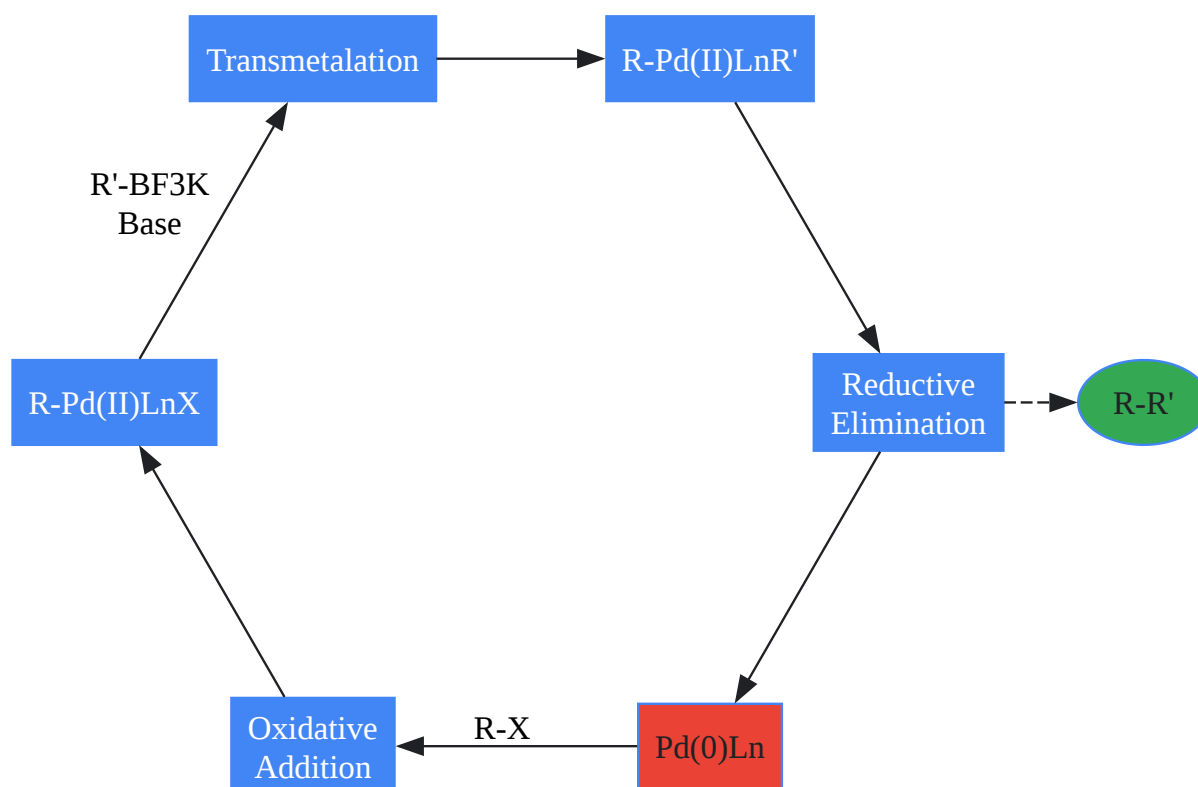 Transmetalation
R-Pd(II)LnR'
R'-BF3K
Base
R-Pd(II)LnX
Reductive
Elimination
R-R'
Oxidative
Addition
R-X
Pd(0)Ln